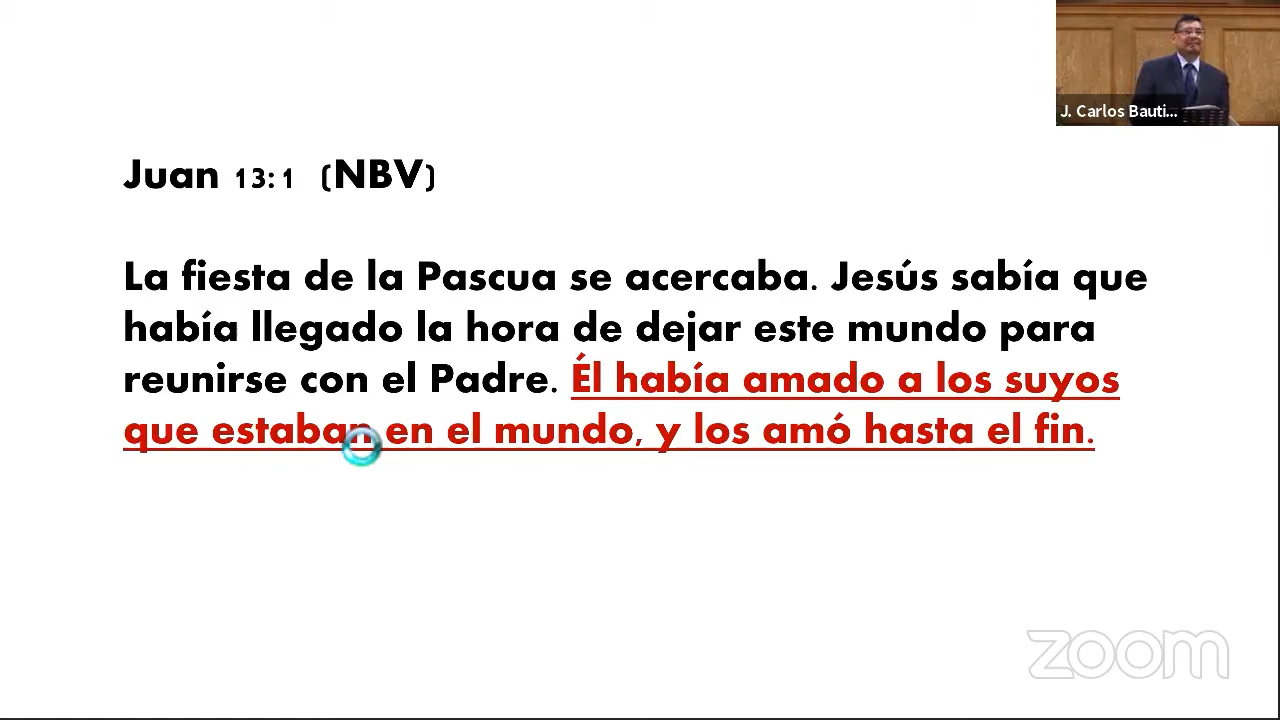 J. Carlos Bauti...
Juan 13:1 (NBV)
La fiesta de la Pascua se acercaba. Jesús sabía que
había llegado la hora de dejar este mundo para
reunirse con el Padre. Él había amado a los suyos
que estaban en el mundo, y los amó hasta el fin.
zoom